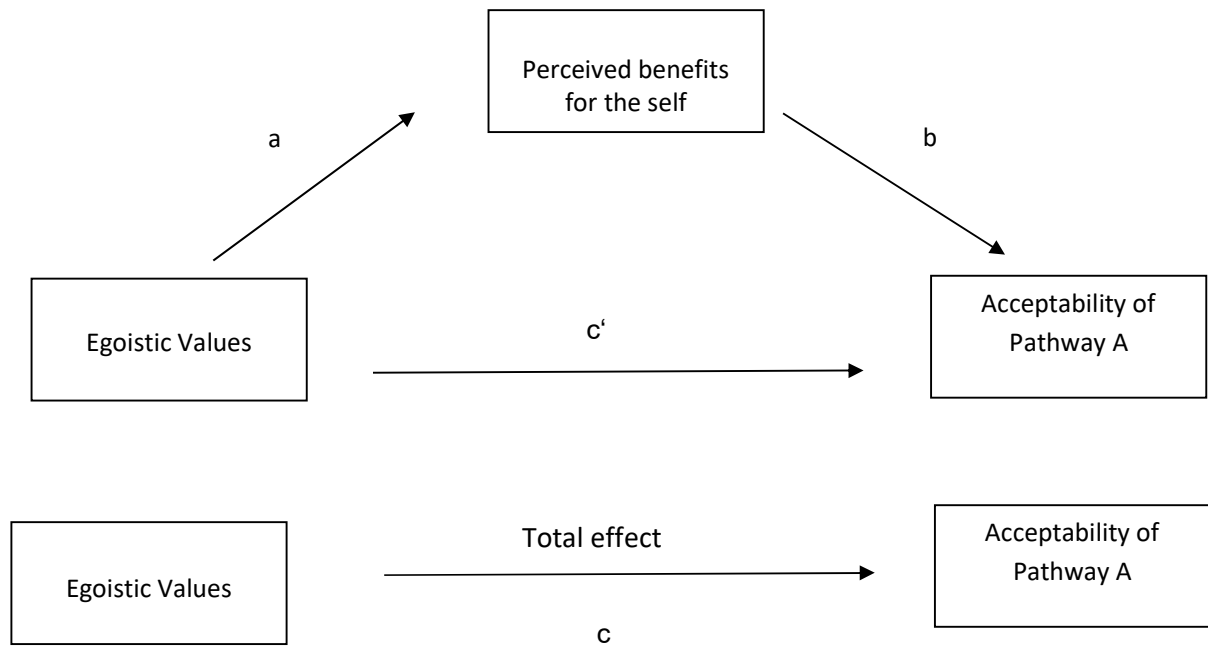 Perceived benefits
for the self
a
b
Egoistic Values
c‘
Acceptability of
Pathway A
Egoistic Values
Total effect
c
Acceptability of
Pathway A